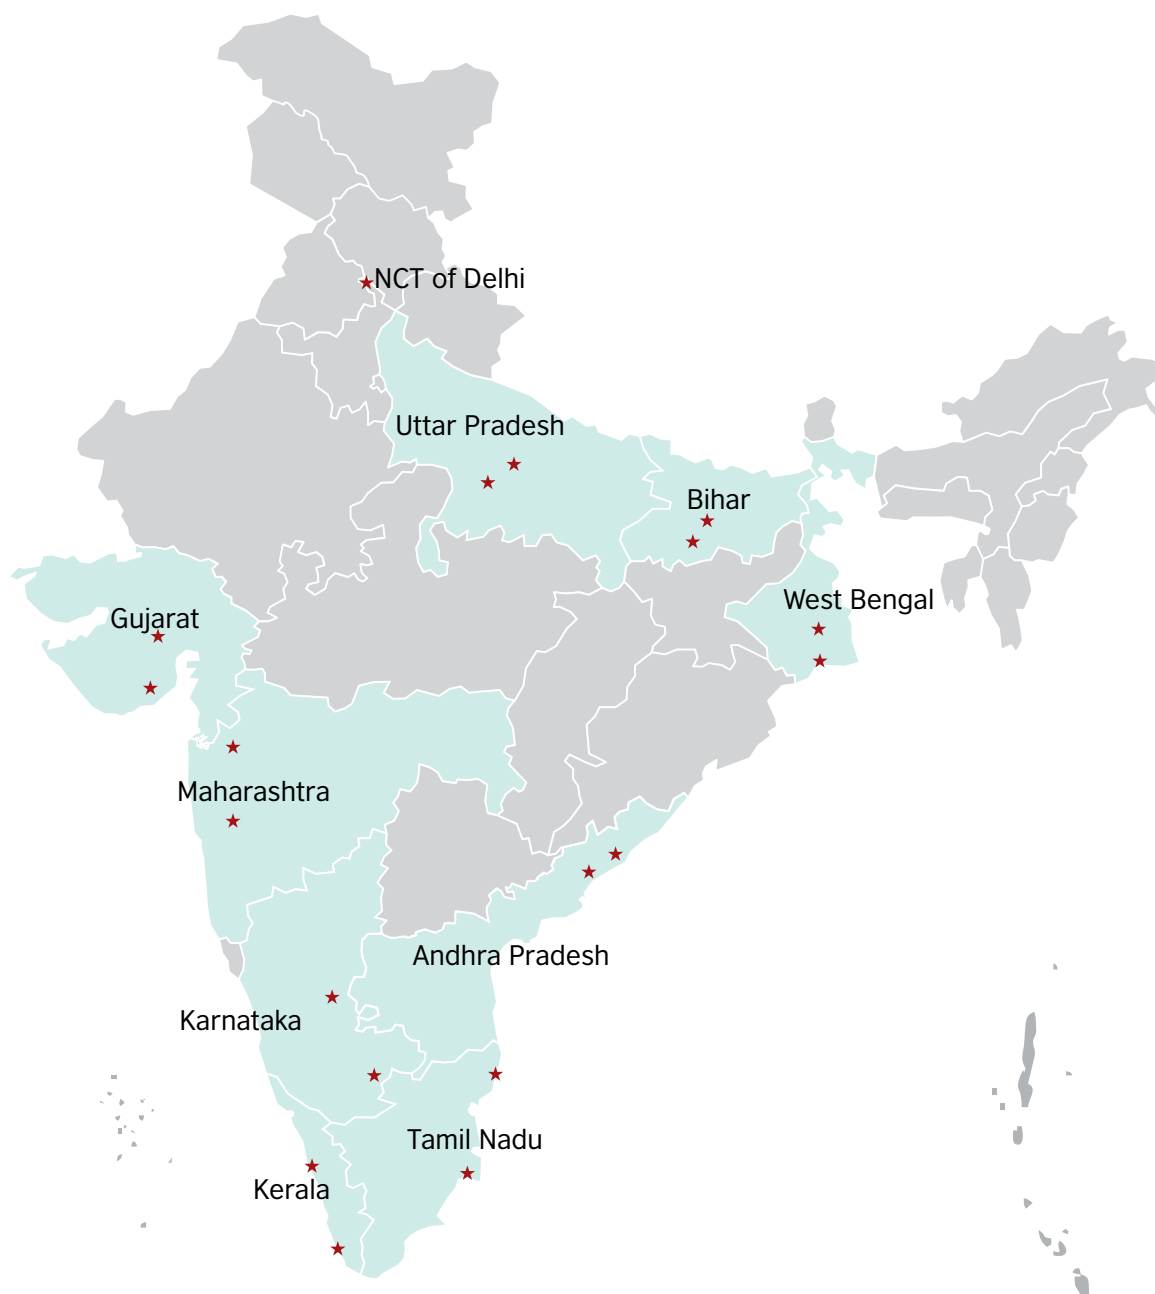 NCT of Delhi
Uttar Pradesh
Bihar
West Bengal
Gujarat
Maharashtra
Andhra Pradesh
Karnataka
Tamil Nadu
Kerala